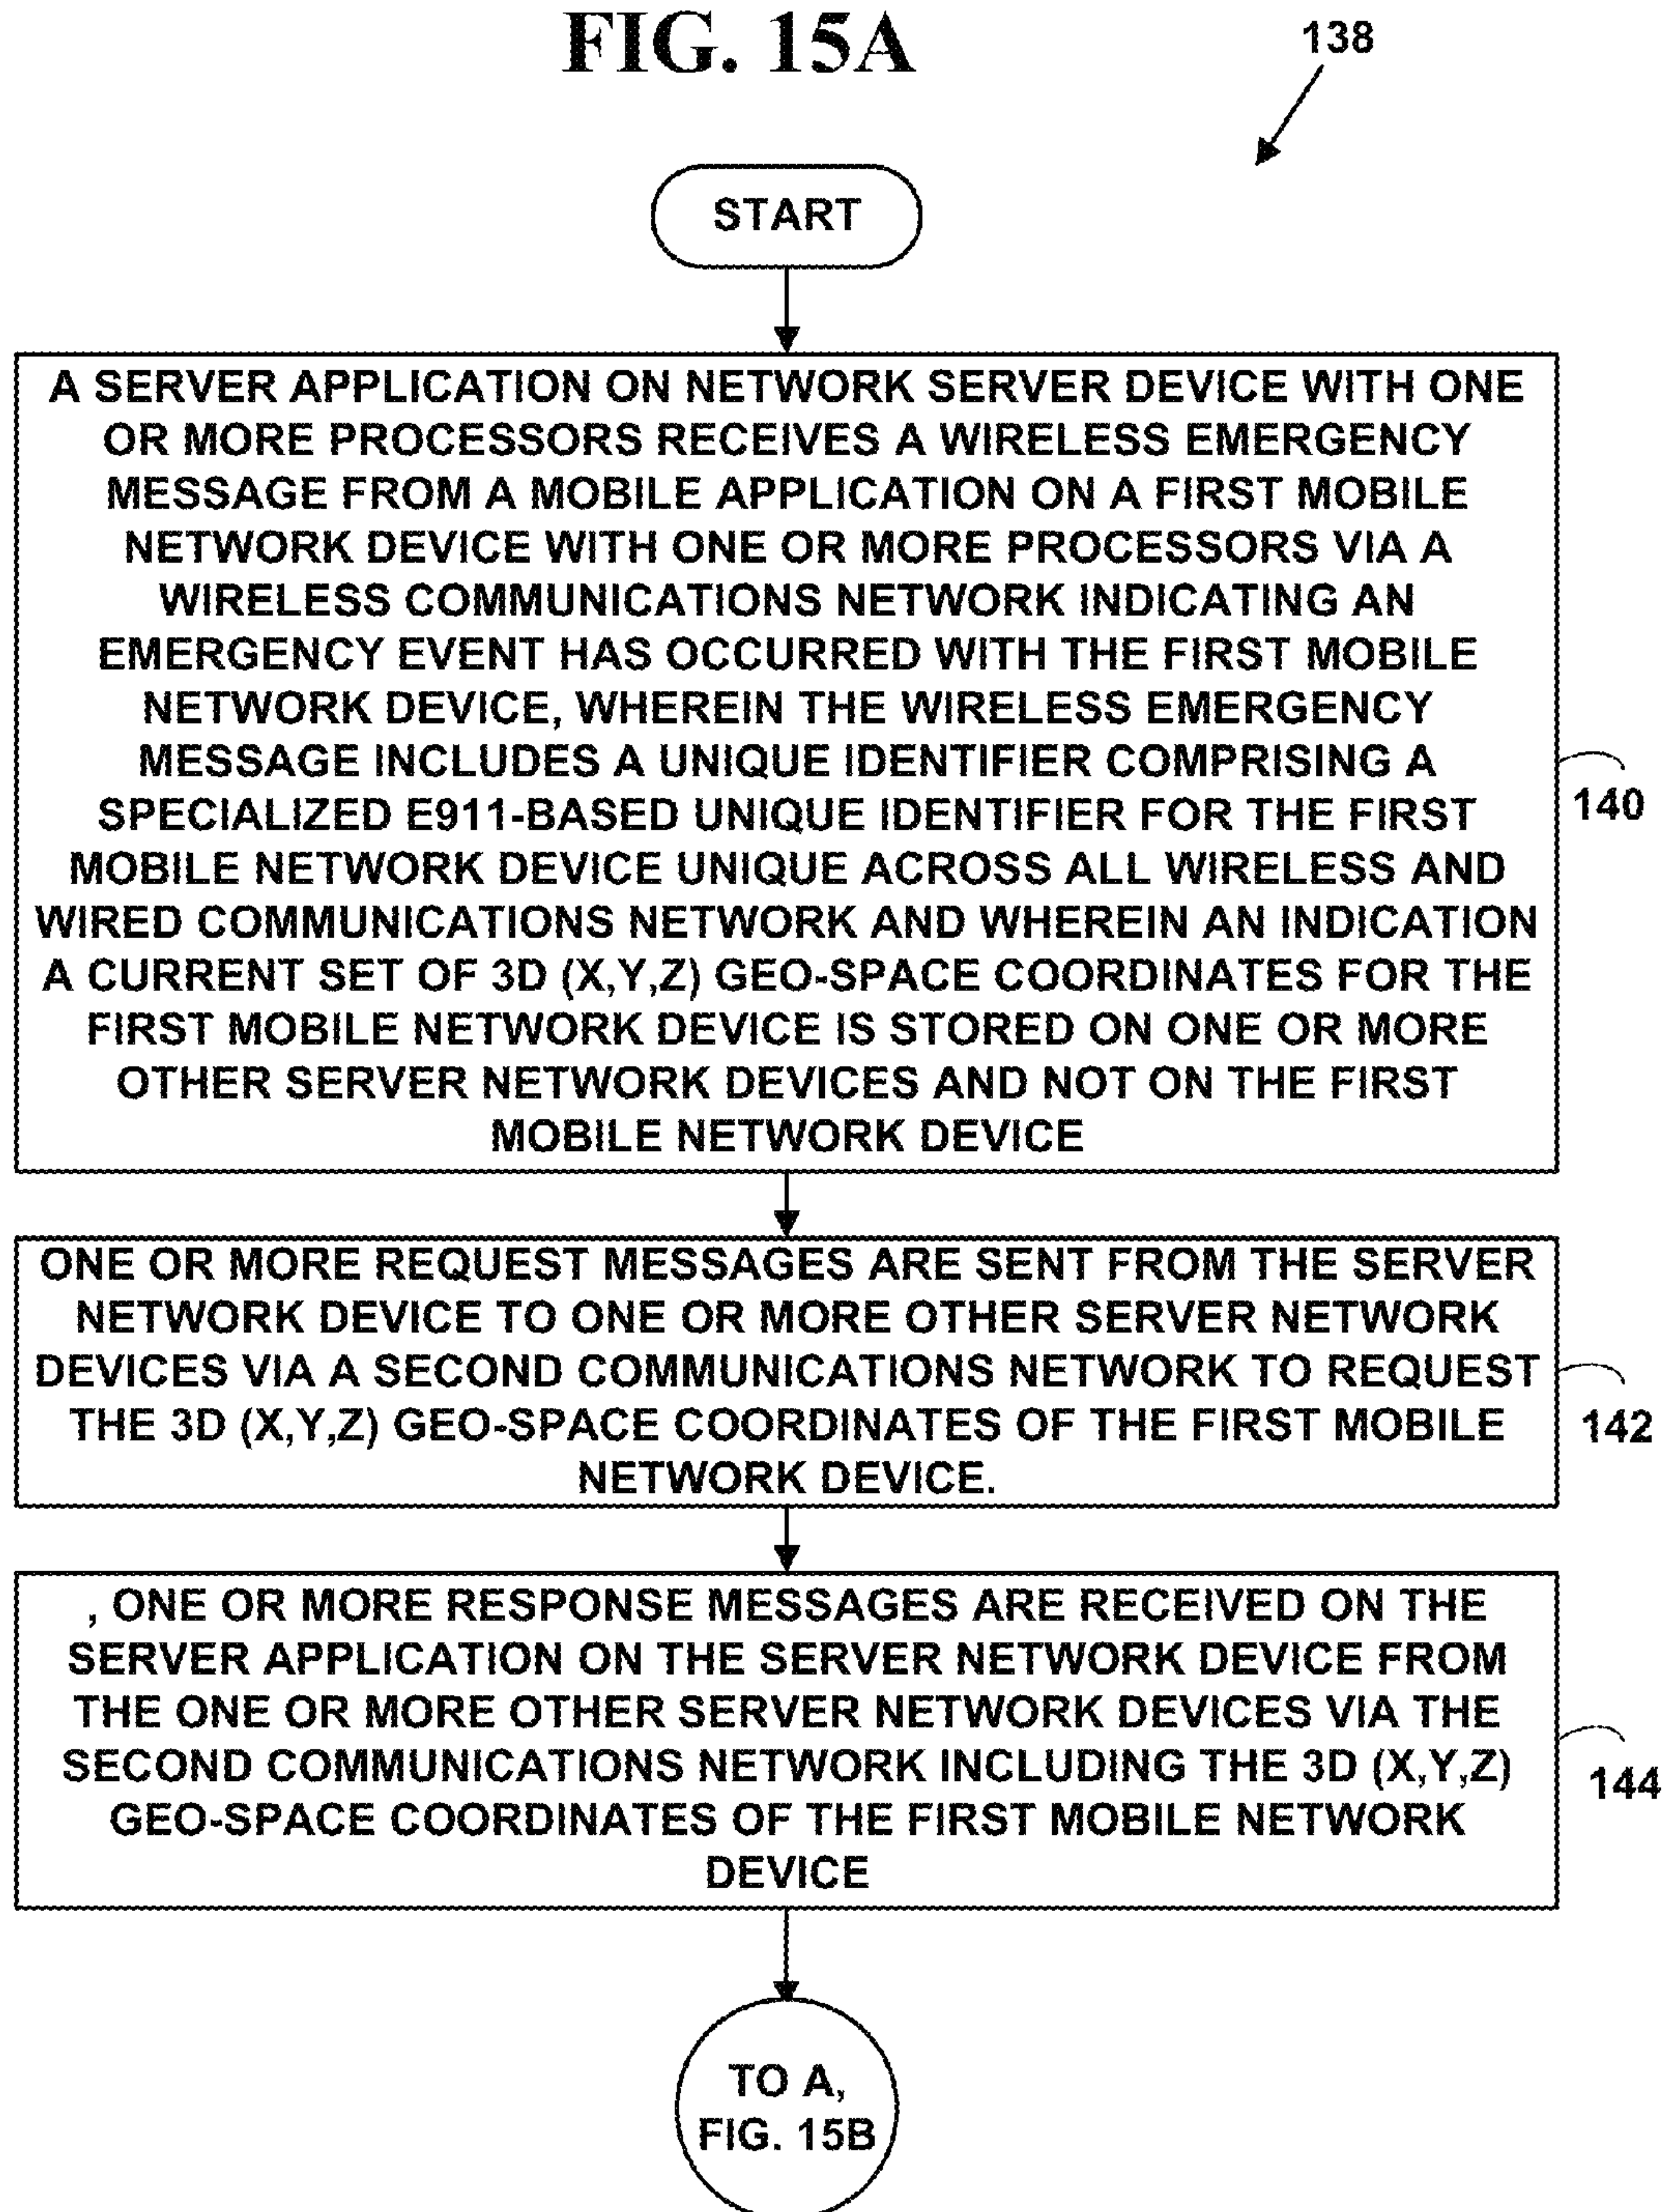 FIG. 15A
138
START
A SERVER APPLICATION ON NETWORK SERVER DEVICE WITH ONE
OR MORE PROCESSORS RECEIVES A WIRELESS EMERGENCY
MESSAGE FROM A MOBILE APPLICATION ON A FIRST MOBILE
NETWORK DEVICE WITH ONE OR MORE PROCESSORS VIA A
WIRELESS COMMUNICATIONS NETWORK INDICATING AN
EMERGENCY EVENT HAS OCCURRED WITH THE FIRST MOBILE
NETWORK DEVICE, WHEREIN THE WIRELESS EMERGENCY
MESSAGE INCLUDES A UNIQUE IDENTIFIER COMPRISING A
SPECIALIZED E911-BASED UNIQUE IDENTIFIER FOR THE FIRST
MOBILE NETWORK DEVICE UNIQUE ACROSS ALL WIRELESS AND
WIRED COMMUNICATIONS NETWORK AND WHEREIN AN INDICATION
A CURRENT SET OF 3D (X,Y,Z) GEO-SPACE COORDINATES FOR THE
FIRST MOBILE NETWORK DEVICE IS STORED ON ONE OR MORE
OTHER SERVER NETWORK DEVICES AND NOT ON THE FIRST
MOBILE NETWORK DEVICE
140
ONE OR MORE REQUEST MESSAGES ARE SENT FROM THE SERVER
NETWORK DEVICE TO ONE OR MORE OTHER SERVER NETWORK
DEVICES VIA A SECOND COMMUNICATIONS NETWORK TO REQUEST
THE 3D (X,Y,Z) GEO-SPACE COORDINATES OF THE FIRST MOBILE
NETWORK DEVICE.
142
, ONE OR MORE RESPONSE MESSAGES ARE RECEIVED ON THE
SERVER APPLICATION ON THE SERVER NETWORK DEVICE FROM
THE ONE OR MORE OTHER SERVER NETWORK DEVICES VIA THE
SECOND COMMUNICATIONS NETWORK INCLUDING THE 3D (X,Y,Z)
GEO-SPACE COORDINATES OF THE FIRST MOBILE NETWORK
DEVICE
144
TO A,
FIG. 15B